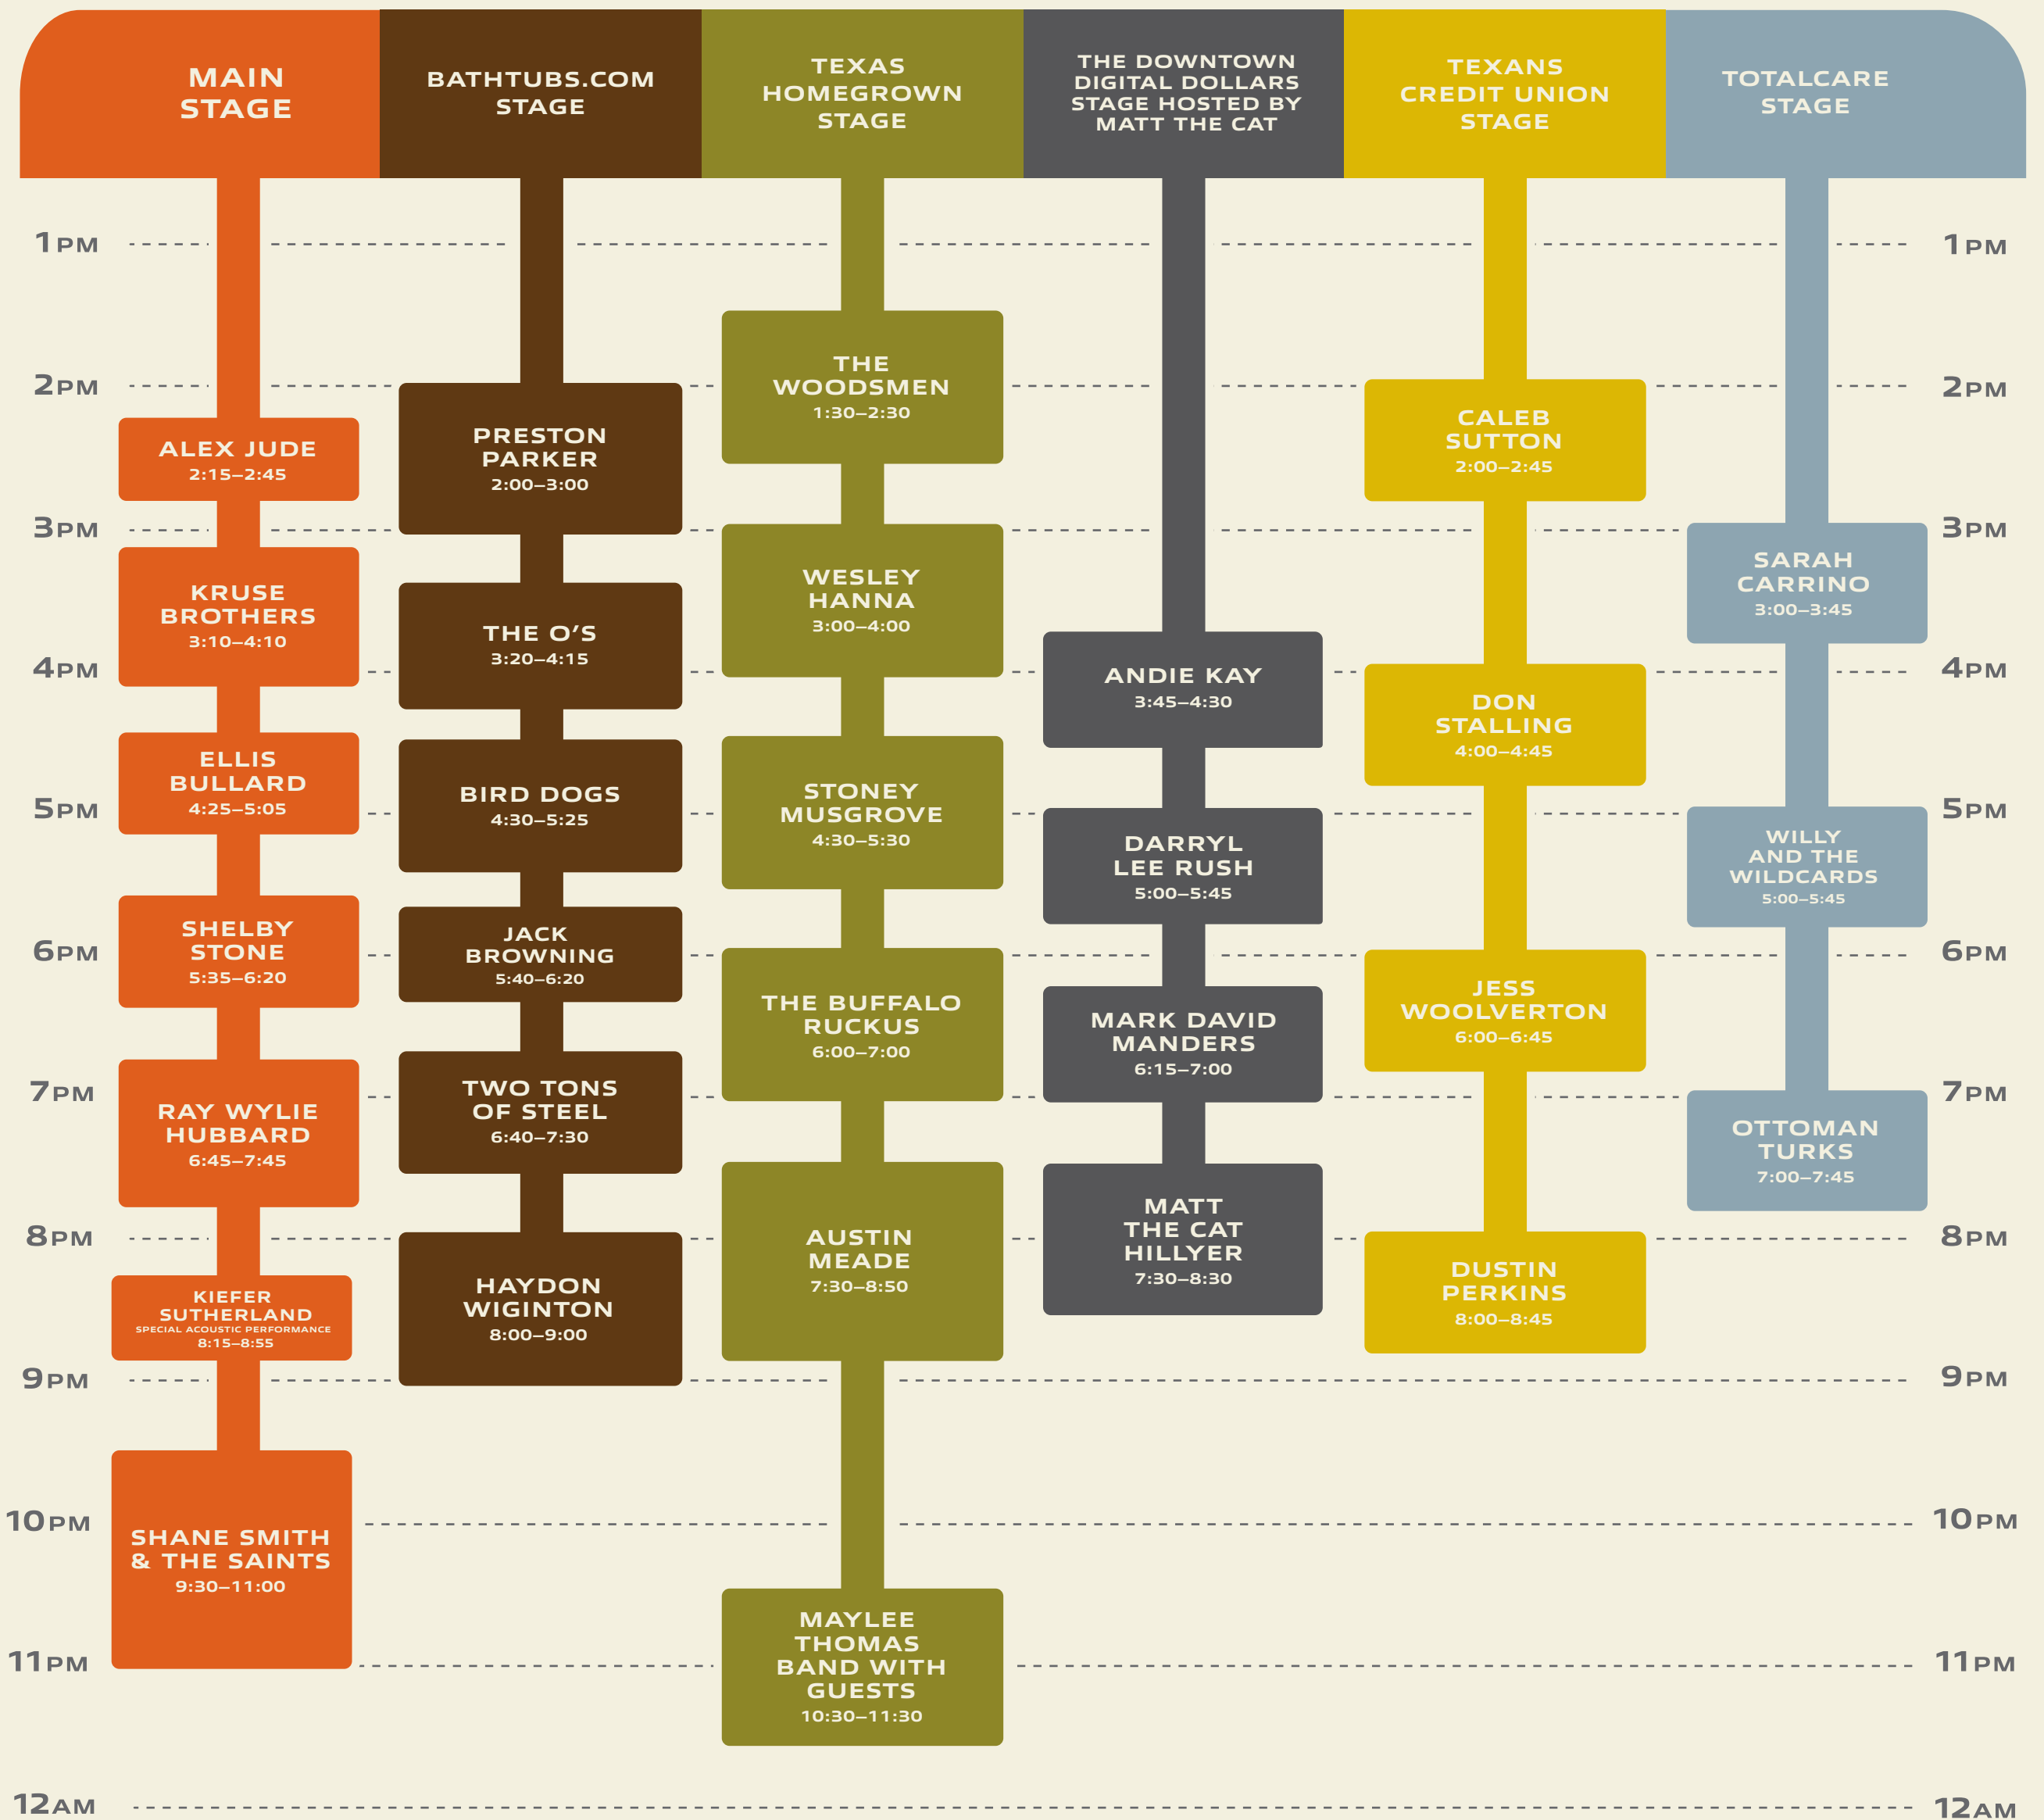 MAIN
STAGE
BATHTUBS.COM
STAGE
TEXAS
HOMEGROWN
STAGE
THE DOWNTOWN
DIGITAL DOLLARS
STAGE HOSTED BY
MATT THE CAT
TEXANS
CREDIT UNION
STAGE
TOTALCARE
STAGE
1PM
2PM
3PM
4PM
5PM
6PM
7PM
8PM
9PM
10PM
11PM
12AM
ALEX JUDE
2:15–2:45
KRUSE
BROTHERS
3:10–4:10
ELLIS
BULLARD
4:25–5:05
SHELBY
STONE
5:35–6:20
RAY WYLIE
HUBBARD
6:45–7:45
KIEFER
SUTHERLAND
SPECIAL ACOUSTIC PERFORMANCE
8:15–8:55
SHANE SMITH
& THE SAINTS
9:30–11:00
PRESTON
PARKER
2:00–3:00
THE O’S
3:20–4:15
BIRD DOGS
4:30–5:25
JACK
BROWNING
5:40–6:20
TWO TONS
OF STEEL
6:40–7:30
HAYDON
WIGINTON
8:00–9:00
THE
WOODSMEN
1:30–2:30
WESLEY
HANNA
3:00–4:00
STONEY
MUSGROVE
4:30–5:30
THE BUFFALO
RUCKUS
6:00–7:00
AUSTIN
MEADE
7:30–8:50
MAYLEE
THOMAS
BAND WITH
GUESTS
10:30–11:30
ANDIE KAY
3:45–4:30
DARRYL
LEE RUSH
5:00–5:45
MARK DAVID
MANDERS
6:15–7:00
MATT
THE CAT
HILLYER
7:30–8:30
CALEB
SUTTON
2:00–2:45
DON
STALLING
4:00–4:45
JESS
WOOLVERTON
6:00–6:45
DUSTIN
PERKINS
8:00–8:45
SARAH
CARRINO
3:00–3:45
WILLY
AND THE
WILDCARDS
5:00–5:45
OTTOMAN
TURKS
7:00–7:45
1PM
2PM
3PM
4PM
5PM
6PM
7PM
8PM
9PM
10PM
11PM
12AM